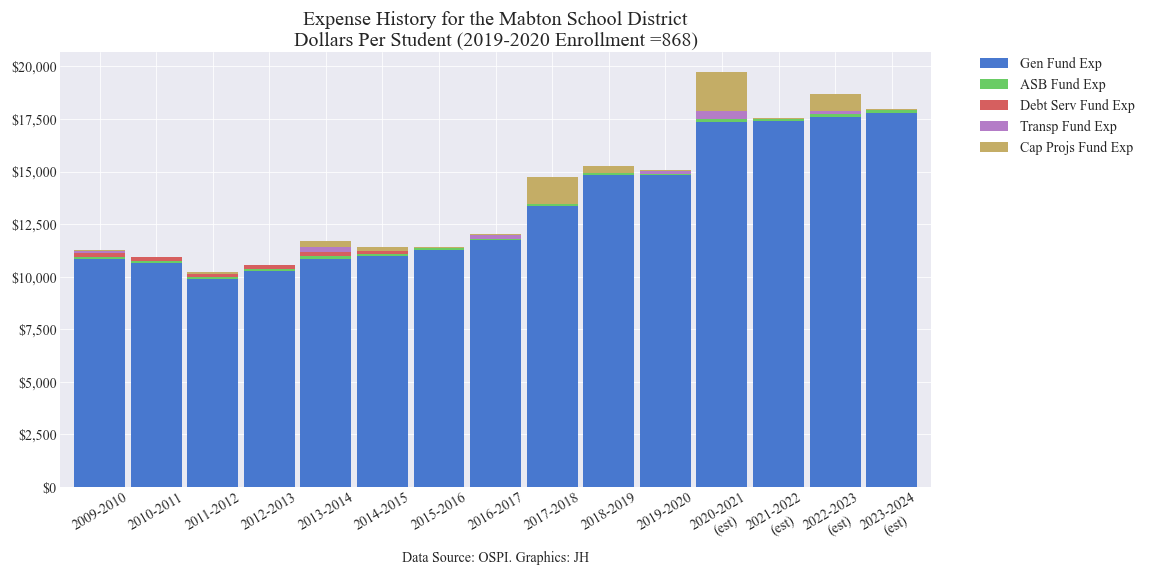 Expense History for the Mabton School District
Dollars Per Student (2019-2020 Enrollment =868)
$20,000
$17,500
$15,000
$12,500
$10,000
$7,500
$5,000
$2,500
$0
Gen Fund Exp
ASB Fund Exp
Debt Serv Fund Exp
Transp Fund Exp
Cap Projs Fund Exp
2009-2010
2010-2011
2011-2012
2012-2013
2013-2014
2014-2015
2015-2016
2016-2017
2017-2018
2018-2019
2019-2020
2020-2021
(est)
2021-2022
(est)
2022-2023
(est)
2023-2024
(est)
Data Source: OSPI. Graphics: JH